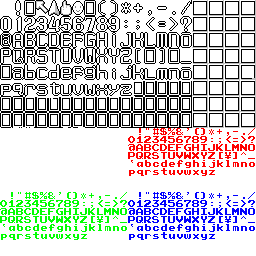 ! ()*+,-./
0123456789:;<=>?
@ABCDEFGHIJKLMNO
PQRSTUVWXYZ[]
abcdefghijklmno
pqrstuvwxyz
!"#$%&'()*+,-./
0123456789:;<=>?
@ABCDEFGHIJKLMNO
PQRSTUVWXYZ[¥]^_
`abcdefghijklmno
pqrstuvwxyz
!"#$%&'()*+,-./
0123456789:;<=>?
@ABCDEFGHIJKLMNO
PQRSTUVWXYZ[¥]^_
`abcdefghijklmno
pqrstuvwxyz
!"#$%&'()*+,-./
0123456789:;<=>?
@ABCDEFGHIJKLMNO
PQRSTUVWXYZ[¥]^_
`abcdefghijklmno
pqrstuvwxyz